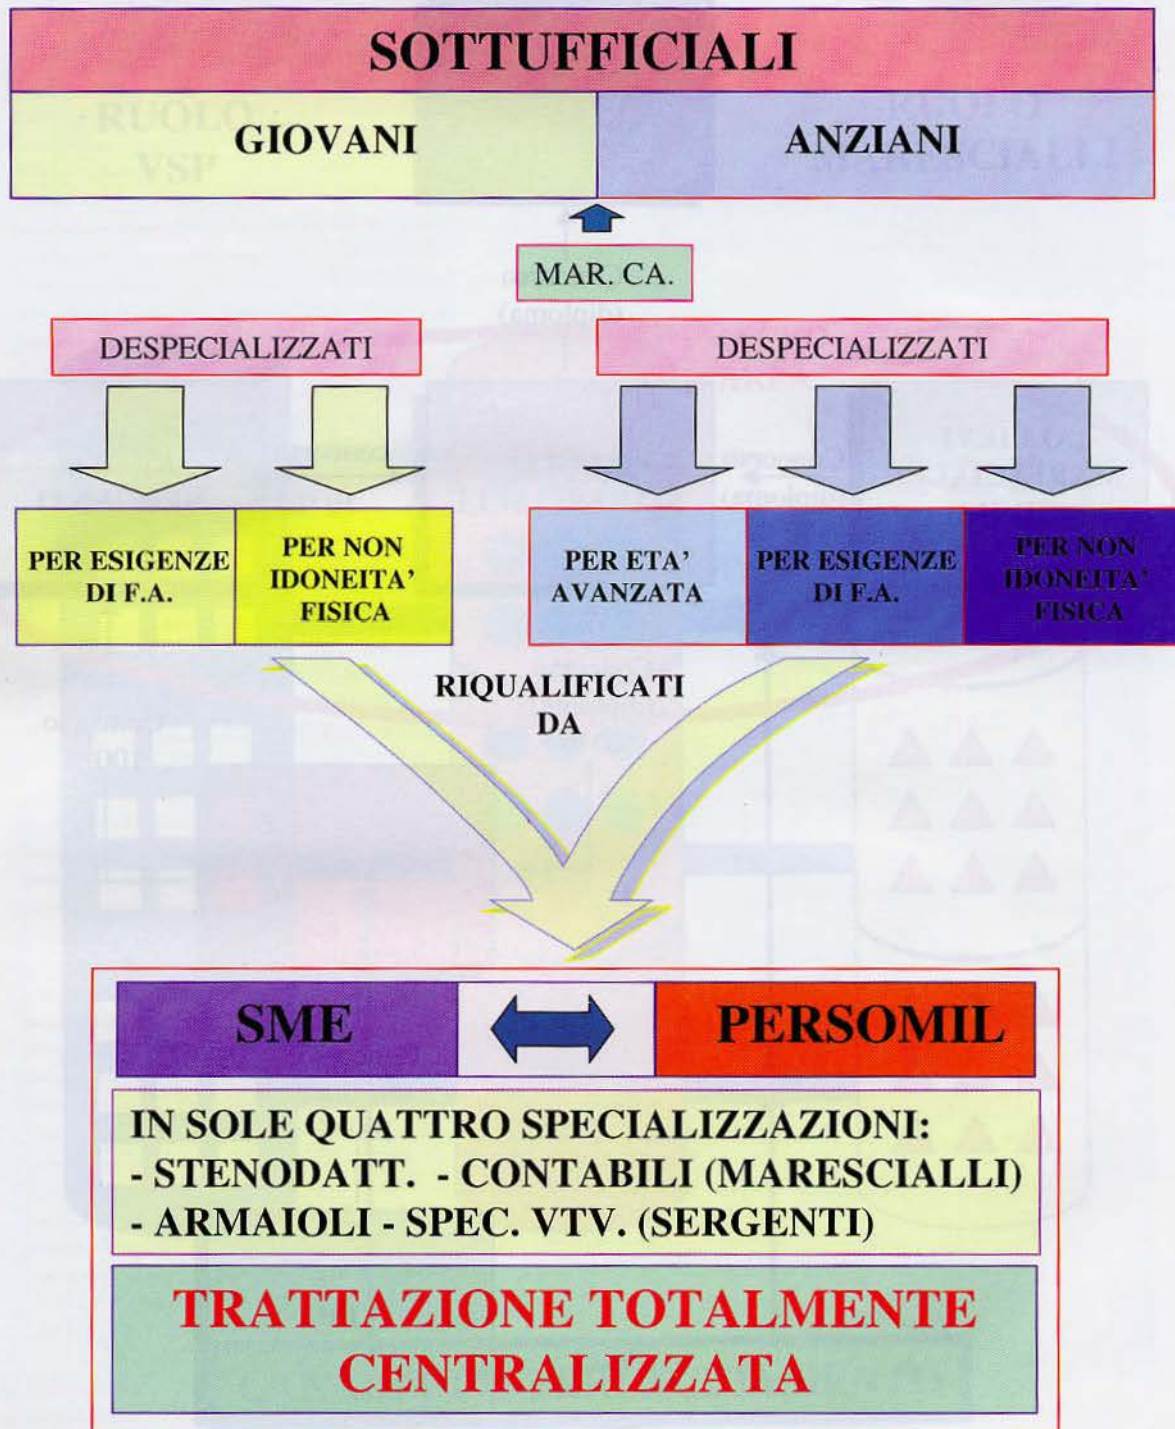 SOTTUFFICIALI
GIOVANI
ANZIANI
MAR. CA.
DESPECIALIZZATI
DESPECIALIZZATI
PER ESIGENZE
DI F.A.
PER NON
IDONEITA’
FISICA
PER ETA’
AVANZATA
PER ESIGENZE
DI F.A.
PER NON
IDONEITA’
FISICA
RIQUALIFICATI
DA
SME
PERSOMIL
IN SOLE QUATTRO SPECIALIZZAZIONI:
- STENODATT. - CONTABILI (MARESCIALLI)
- ARMAIOLI - SPEC. VTV. (SERGENTI)
TRATTAZIONE TOTALMENTE
CENTRALIZZATA